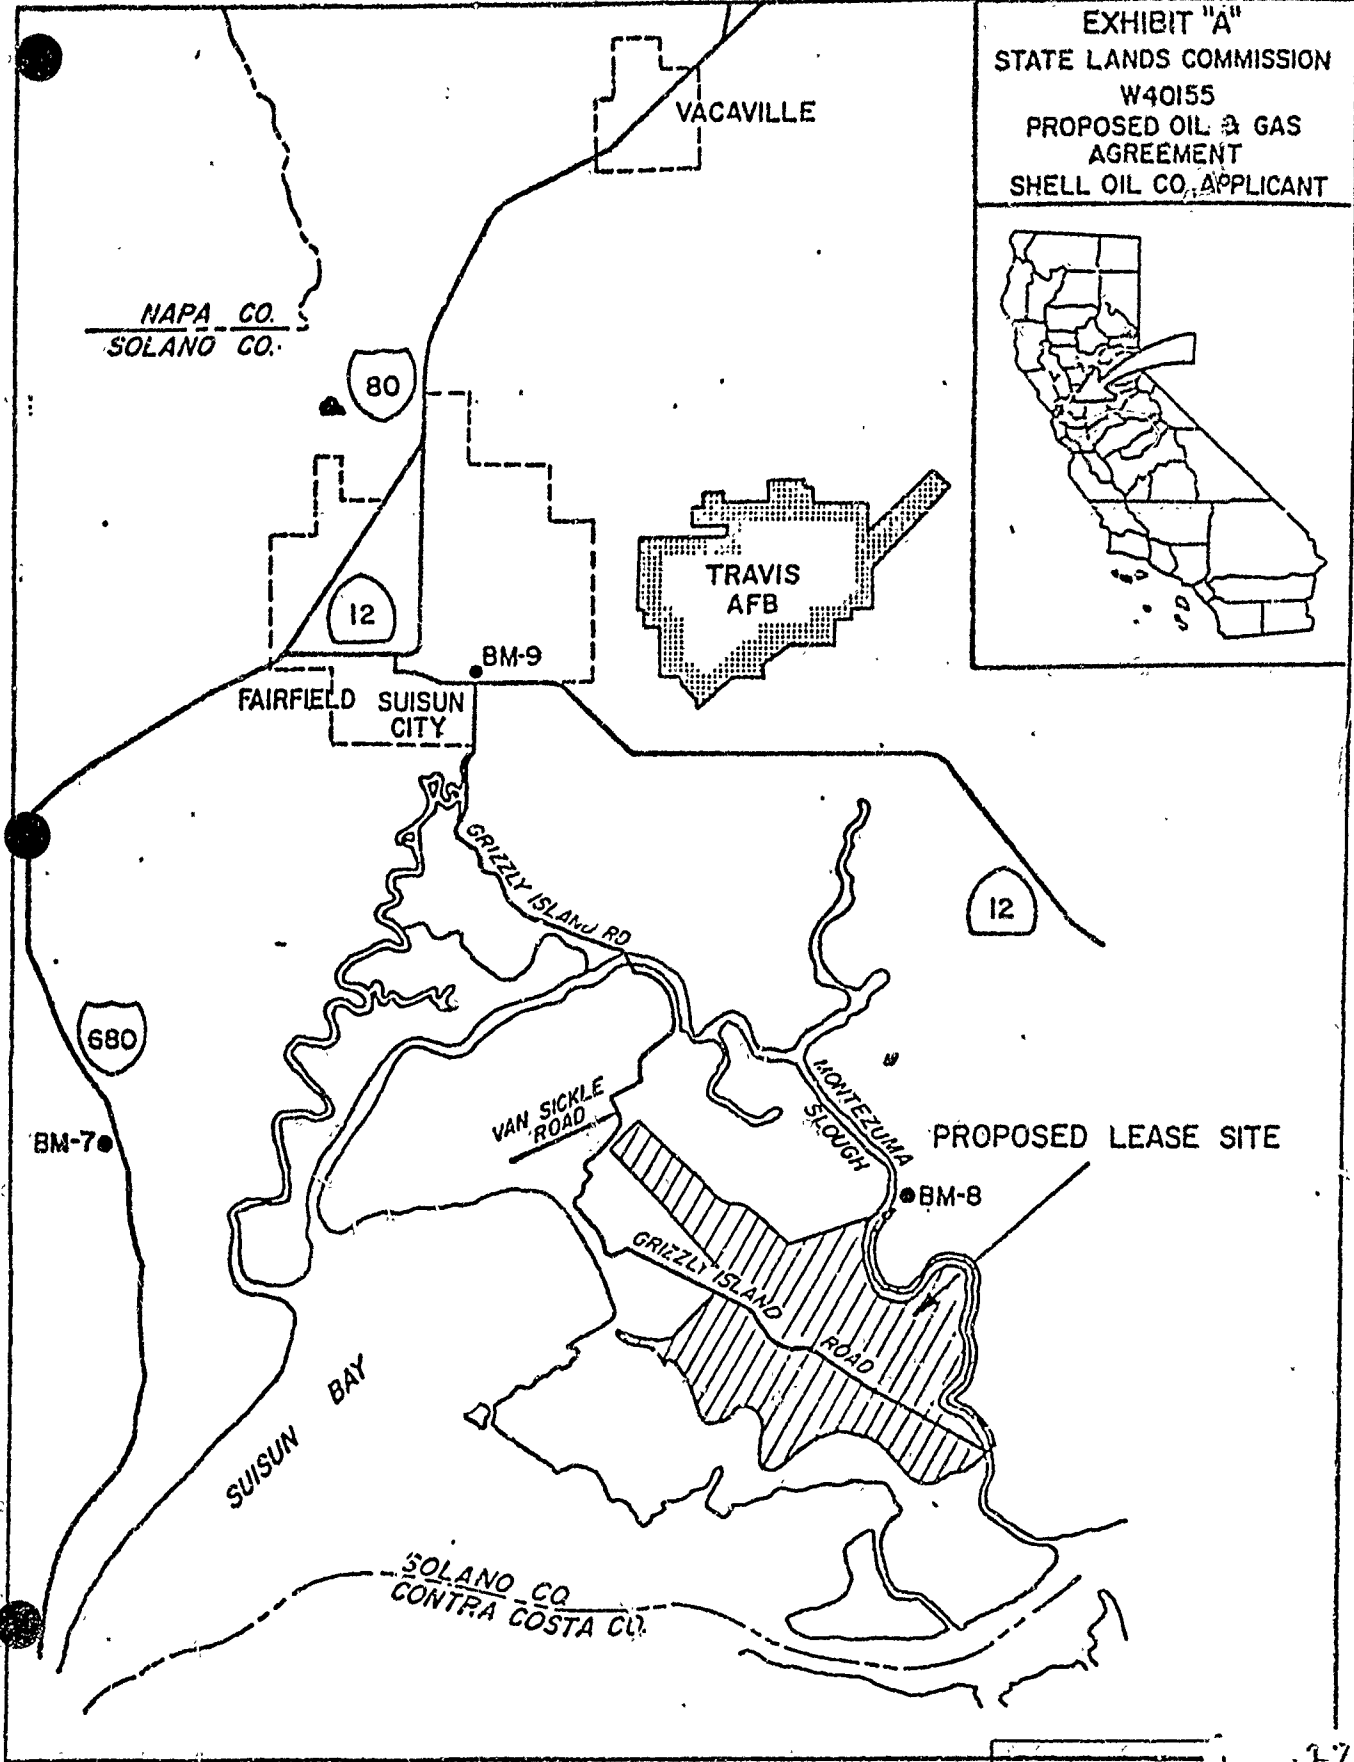 EXHIBIT "A"
STATE LANDS COMMISSION
W40155
PROPOSED OIL & GAS
AGREEMENT
SHELL OIL CO. APPLICANT
VACAVILLE
NAPA CO.
SOLANO CO.
80
TRAVIS
AFB
12
BM-9
FAIRFIELD
SUISUN
CITY
GRIZZLY ISLAND RD
12
680
MONTEZUMA
SLOUGH
VAN SICKLE
ROAD
BM-7
PROPOSED LEASE SITE
BM-8
GRIZZLY ISLAND
ROAD
SUISUN BAY
SOLANO CO.
CONTRA COSTA CO.